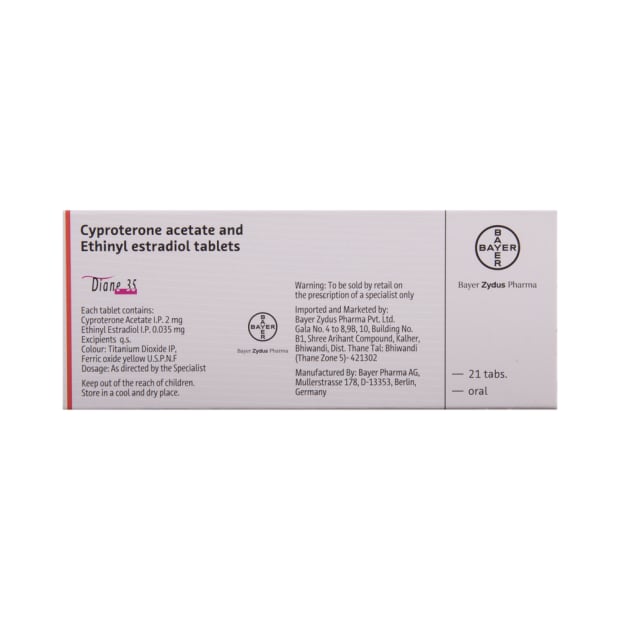 Cyproterone acetate and
Ethinyl estradiol tablets
Diane 35
Each tablet contains:
Cyproterone Acetate I.P. 2 mg
Ethinyl Estradiol I.P. 0.035 mg
Excipients q.s.
Colour: Titanium Dioxide IP,
Ferric oxide yellow U.S.P.N.F
Dosage: As directed by the Specialist
Keep out of the reach of children.
Store in a cool and dry place.
BAYER
BAYER
Bayer Zydus Pharma
Warning: To be sold by retail on
the prescription of a specialist only
Imported and Marketed by:
Bayer Zydus Pharma Pvt. Ltd.
Gala No. 4 to 8,9B, 10, Building No.
B1, Shree Arihant Compound, Kalher,
Bhiwandi, Dist. Thane Tal: Bhiwandi
(Thane Zone 5)- 421302
Manufactured By: Bayer Pharma AG,
Mullerstrasse 178, D-13353, Berlin,
Germany
BAYER
BAYER
Bayer Zydus Pharma
— 21 tabs.
— oral